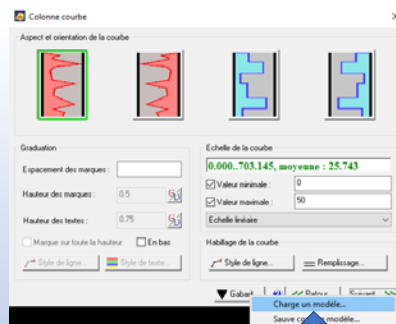 Colonne courbe
Aspect et orientation de la courbe
Graduation
Espacement des marques :
Hauteur des marques : 0.5
Hauteur des textes : 0.75
Marque sur toute la hauteur En bas
Style de ligne... Style de texte...
Echelle de la courbe
0.000..703.145, moyenne : 25.743
Valeur minimale : 0
Valeur maximale : 50
Echelle linéaire
Habillage de la courbe
Style de ligne... Remplissage...
Gabarit Retour Suivant
Charge un modèle...
Sauve modèle...